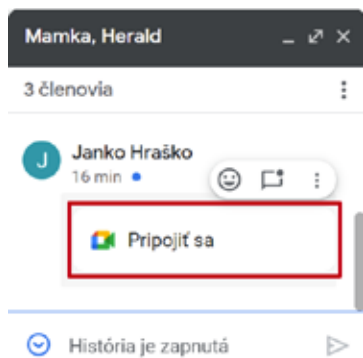 Mamka, Herald
3 členovia
J
Janko Hraško
16 min
Pripojiť sa
História je zapnutá